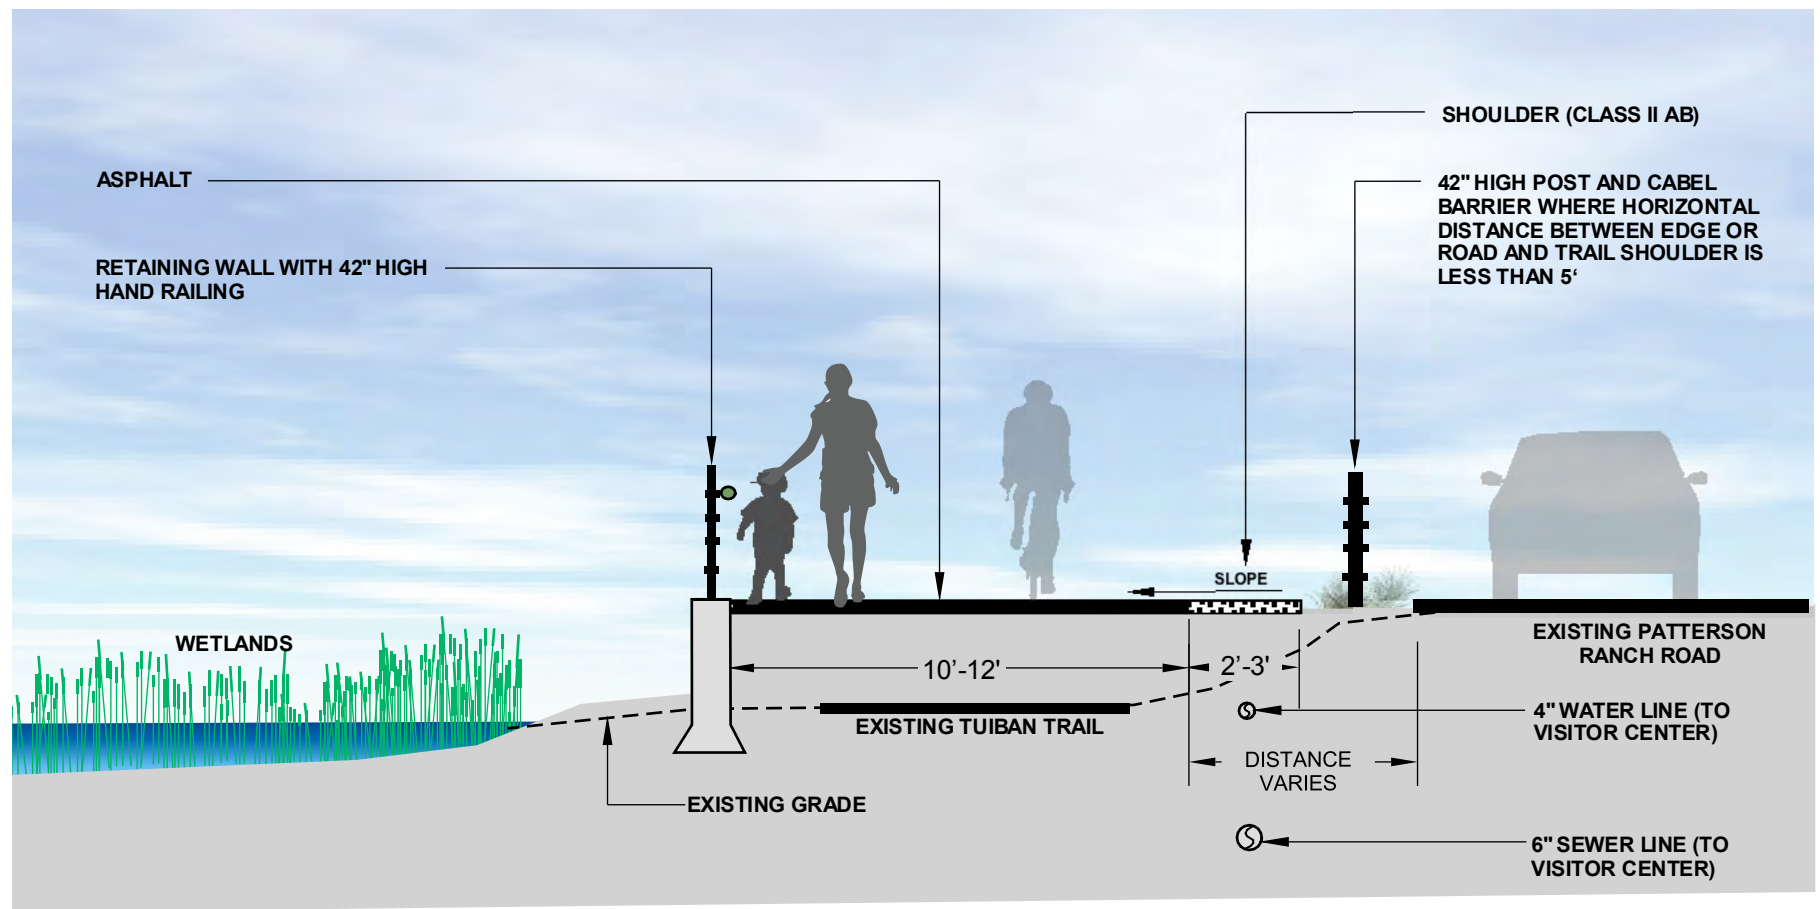 SHOULDER (CLASS II AB)
ASPHALT
42" HIGH POST AND CABEL
BARRIER WHERE HORIZONTAL
DISTANCE BETWEEN EDGE OR
ROAD AND TRAIL SHOULDER IS
LESS THAN 5‘
RETAINING WALL WITH 42" HIGH
HAND RAILING
SLOPE
WETLANDS
EXISTING PATTERSON
RANCH ROAD
10’-12'
2’-3'
EXISTING TUIBAN TRAIL
4" WATER LINE (TO
VISITOR CENTER)
DISTANCE
VARIES
EXISTING GRADE
6" SEWER LINE (TO
VISITOR CENTER)